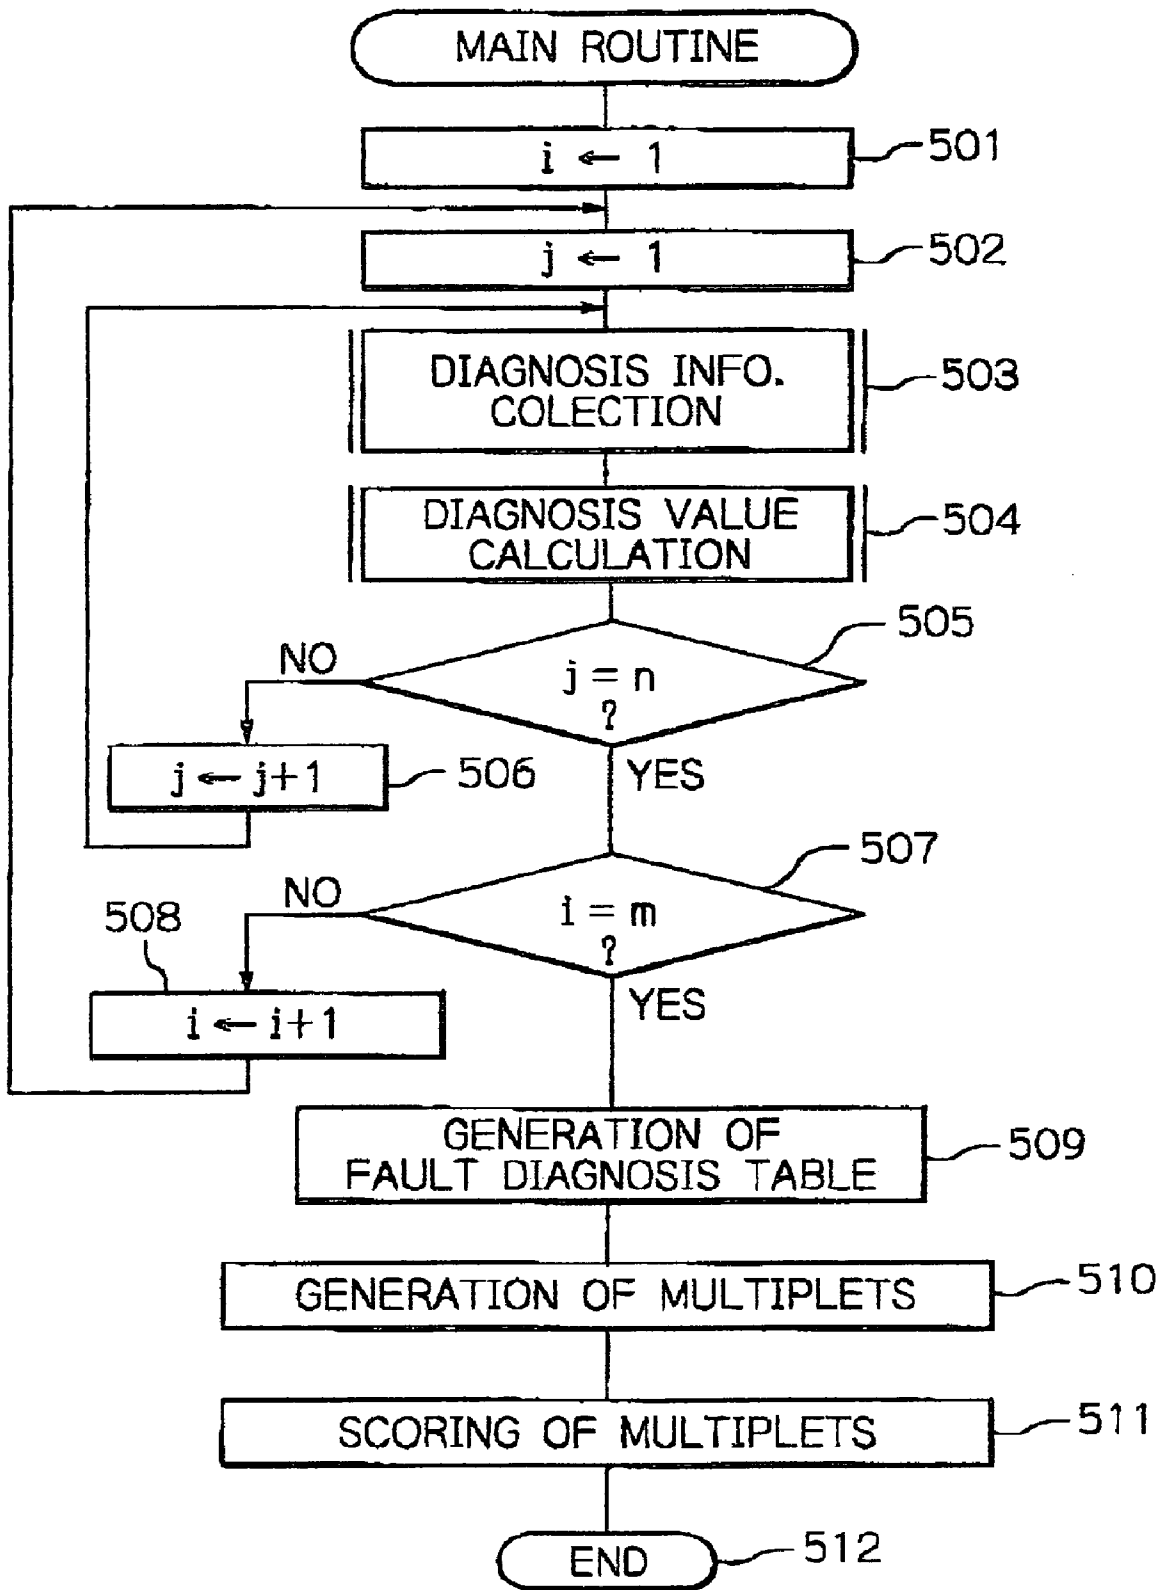 MAIN ROUTINE
i ← 1
501
j ← 1
502
DIAGNOSIS INFO.
COLECTION
503
DIAGNOSIS VALUE
CALCULATION
504
505
NO
j = n
?
YES
j ← j+1
506
507
NO
i = m
?
YES
508
i ← i+1
GENERATION OF
FAULT DIAGNOSIS TABLE
509
GENERATION OF MULTIPLETS
510
SCORING OF MULTIPLETS
511
END
512